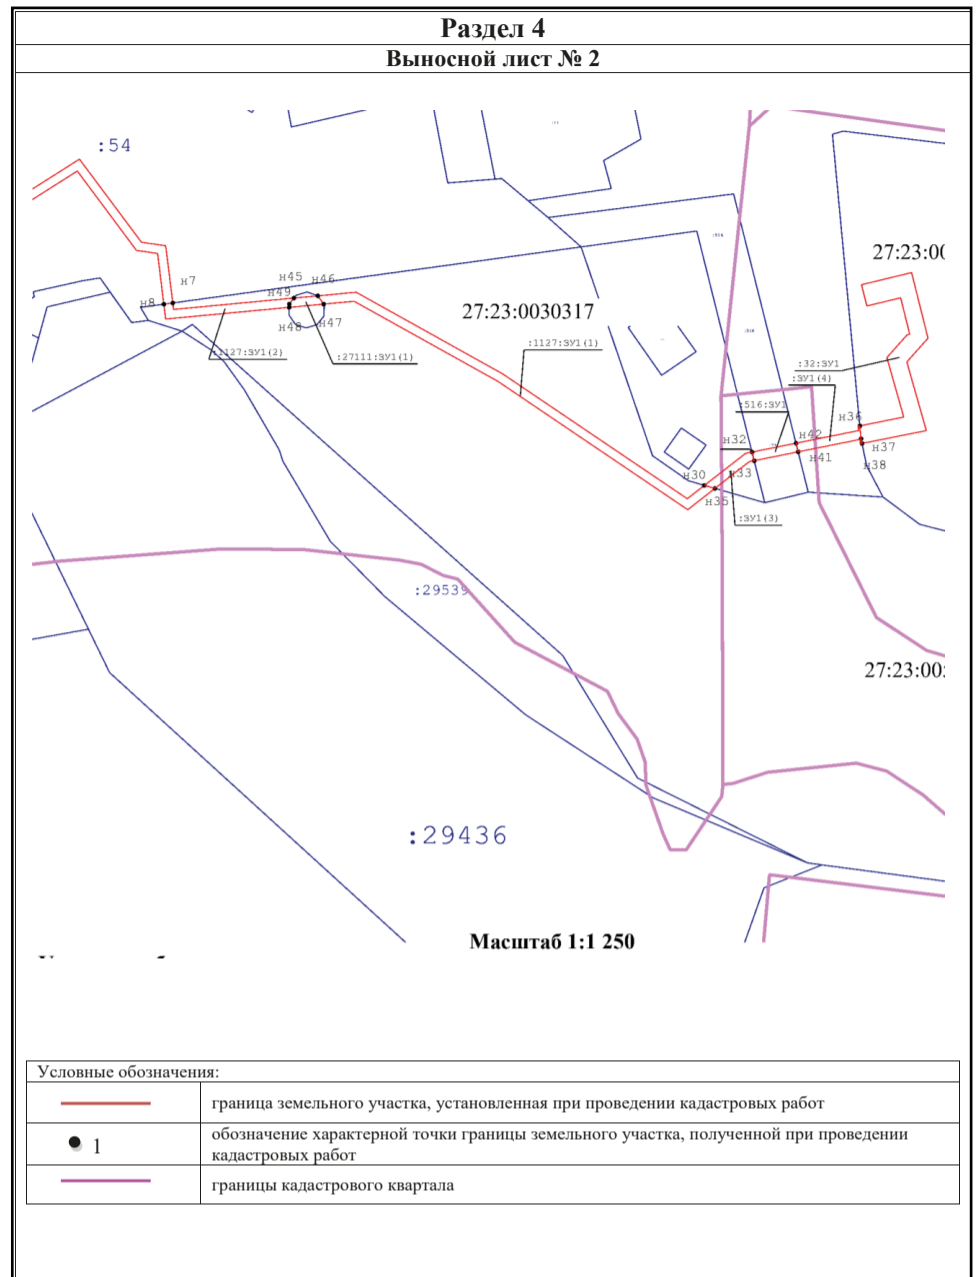 Раздел 4
Выносной лист № 2
:54
:516
27:23:00
н7
н45
н46
н8
н49
н48
н47
27:23:0030317
:1127:ЗУ1(2)
:27111:ЗУ1(1)
:1127:ЗУ1(1)
:32:ЗУ1
:ЗУ1(4)
:516:ЗУ1
н36
н32
н42
н37
н41
н38
н33
н30
н35
:ЗУ1(3)
:29539
27:23:00
:29436
Масштаб 1:1 250
Условные обозначения:
граница земельного участка, установленная при проведении кадастровых работ
1
обозначение характерной точки границы земельного участка, полученной при проведении
кадастровых работ
границы кадастрового квартала